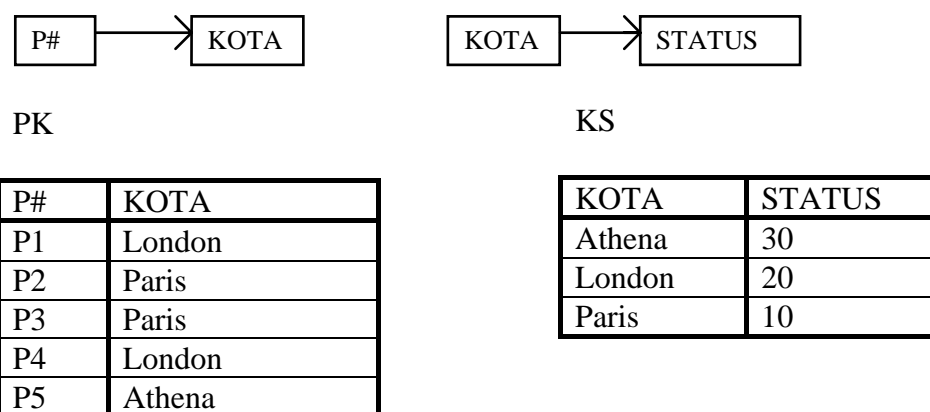 P# KOTA KOTA STATUS
PK KS
P# KOTA
P1 London
P2 Paris
P3 Paris
P4 London
P5 Athena
KOTA STATUS
Athena 30
London 20
Paris 10